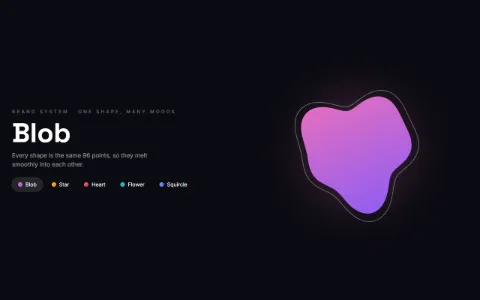 BRAND SYSTEM ONE SHAPE, MANY MOODS
Blob
Every shape is the same 96 points, so they melt
smoothly into each other.
Blob Star Heart Flower Squircle